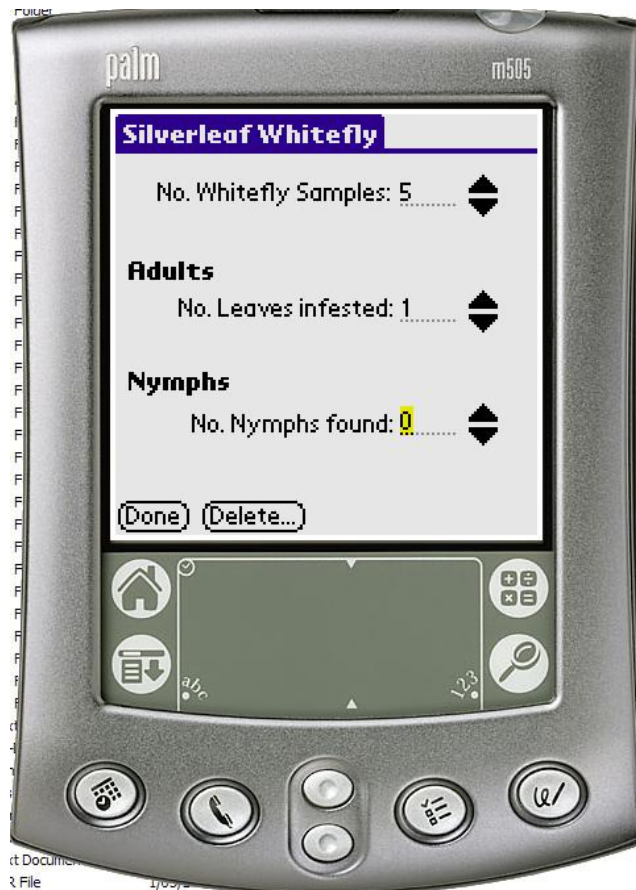 Folder
palm
m505
Silverleaf Whitefly
No. Whitefly Samples: 5
Adults
No. Leaves infested: 1
Nymphs
No. Nymphs found: 0
Done Delete...
abc
123
R File